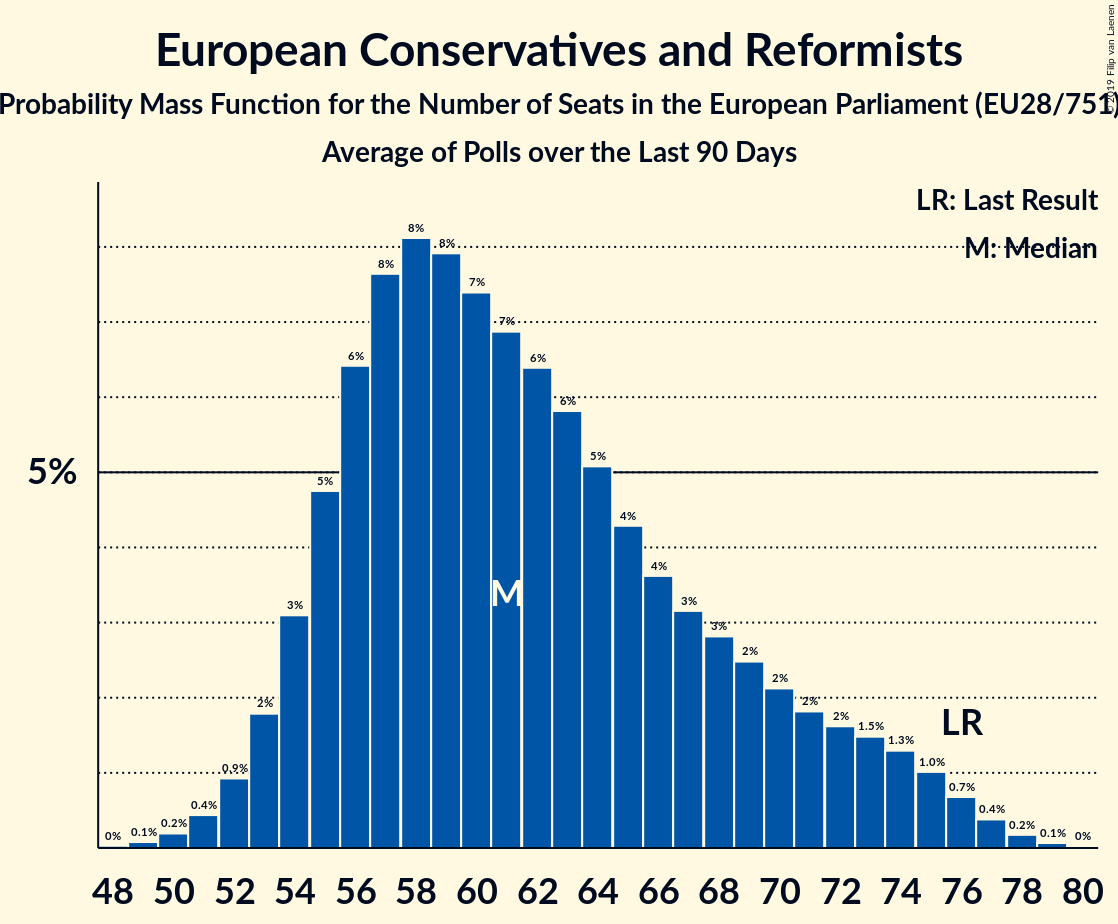 European Conservatives and Reformists
Probability Mass Function for the Number of Seats in the European Parliament (EU28/751)
Average of Polls over the Last 90 Days
© 2019 Filip van Laenen
LR: Last Result
M: Median
5%
0% 0.1% 0.2% 0.4% 0.9% 2% 3% 5% 6% 8% 8% 8% 7% 7% 6% 6% 5% 4% 4% 3% 3% 2% 2% 2% 2% 1.5% 1.3% 1.0% 0.7% 0.4% 0.2% 0.1% 0%
M
LR
48 50 52 54 56 58 60 62 64 66 68 70 72 74 76 78 80